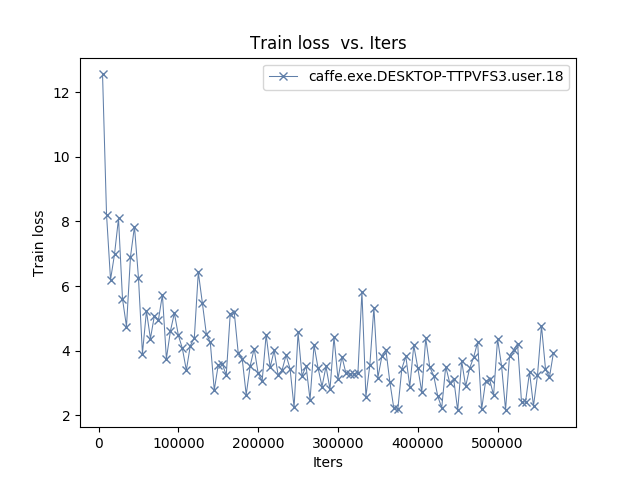 Train loss  vs. Iters
caffe.exe.DESKTOP-TTPVFS3.user.18
12
10
8
6
4
2
Train loss
0 100000 200000 300000 400000 500000
Iters